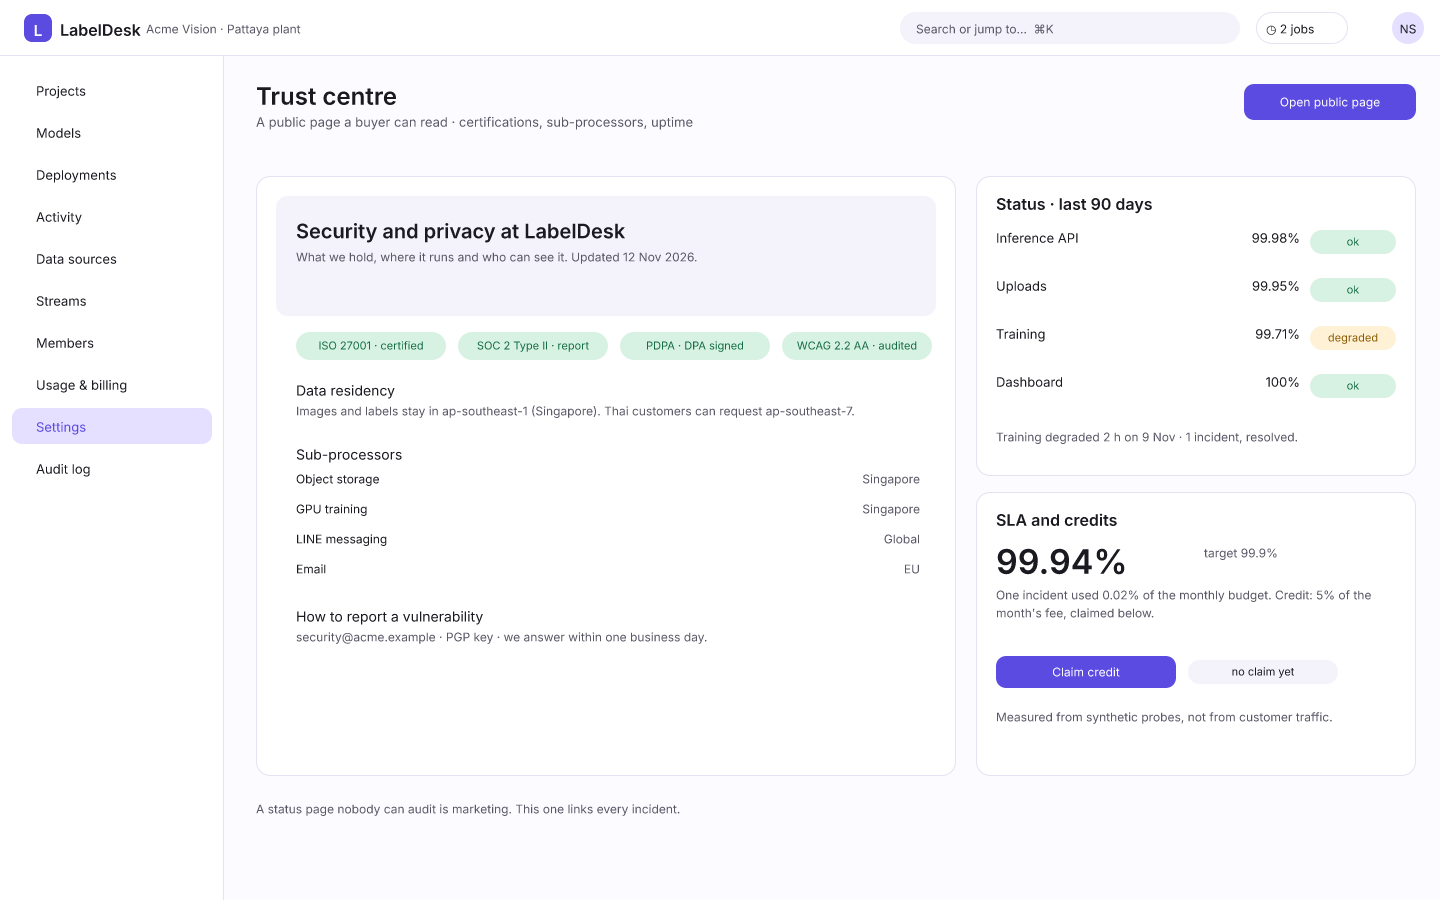 L LabelDesk Acme Vision · Pattaya plant
Search or jump to... ⌘K
◷ 2 jobs
NS
Projects
Models
Deployments
Activity
Data sources
Streams
Members
Usage & billing
Settings
Audit log
Trust centre
A public page a buyer can read · certifications, sub-processors, uptime
Open public page
Security and privacy at LabelDesk
What we hold, where it runs and who can see it. Updated 12 Nov 2026.
ISO 27001 · certified
SOC 2 Type II · report
PDPA · DPA signed
WCAG 2.2 AA · audited
Data residency
Images and labels stay in ap-southeast-1 (Singapore). Thai customers can request ap-southeast-7.
Sub-processors
Object storage Singapore
GPU training Singapore
LINE messaging Global
Email EU
How to report a vulnerability
security@acme.example · PGP key · we answer within one business day.
Status · last 90 days
Inference API 99.98% ok
Uploads 99.95% ok
Training 99.71% degraded
Dashboard 100% ok
Training degraded 2 h on 9 Nov · 1 incident, resolved.
SLA and credits
99.94% target 99.9%
One incident used 0.02% of the monthly budget. Credit: 5% of the
month's fee, claimed below.
Claim credit
no claim yet
Measured from synthetic probes, not from customer traffic.
A status page nobody can audit is marketing. This one links every incident.